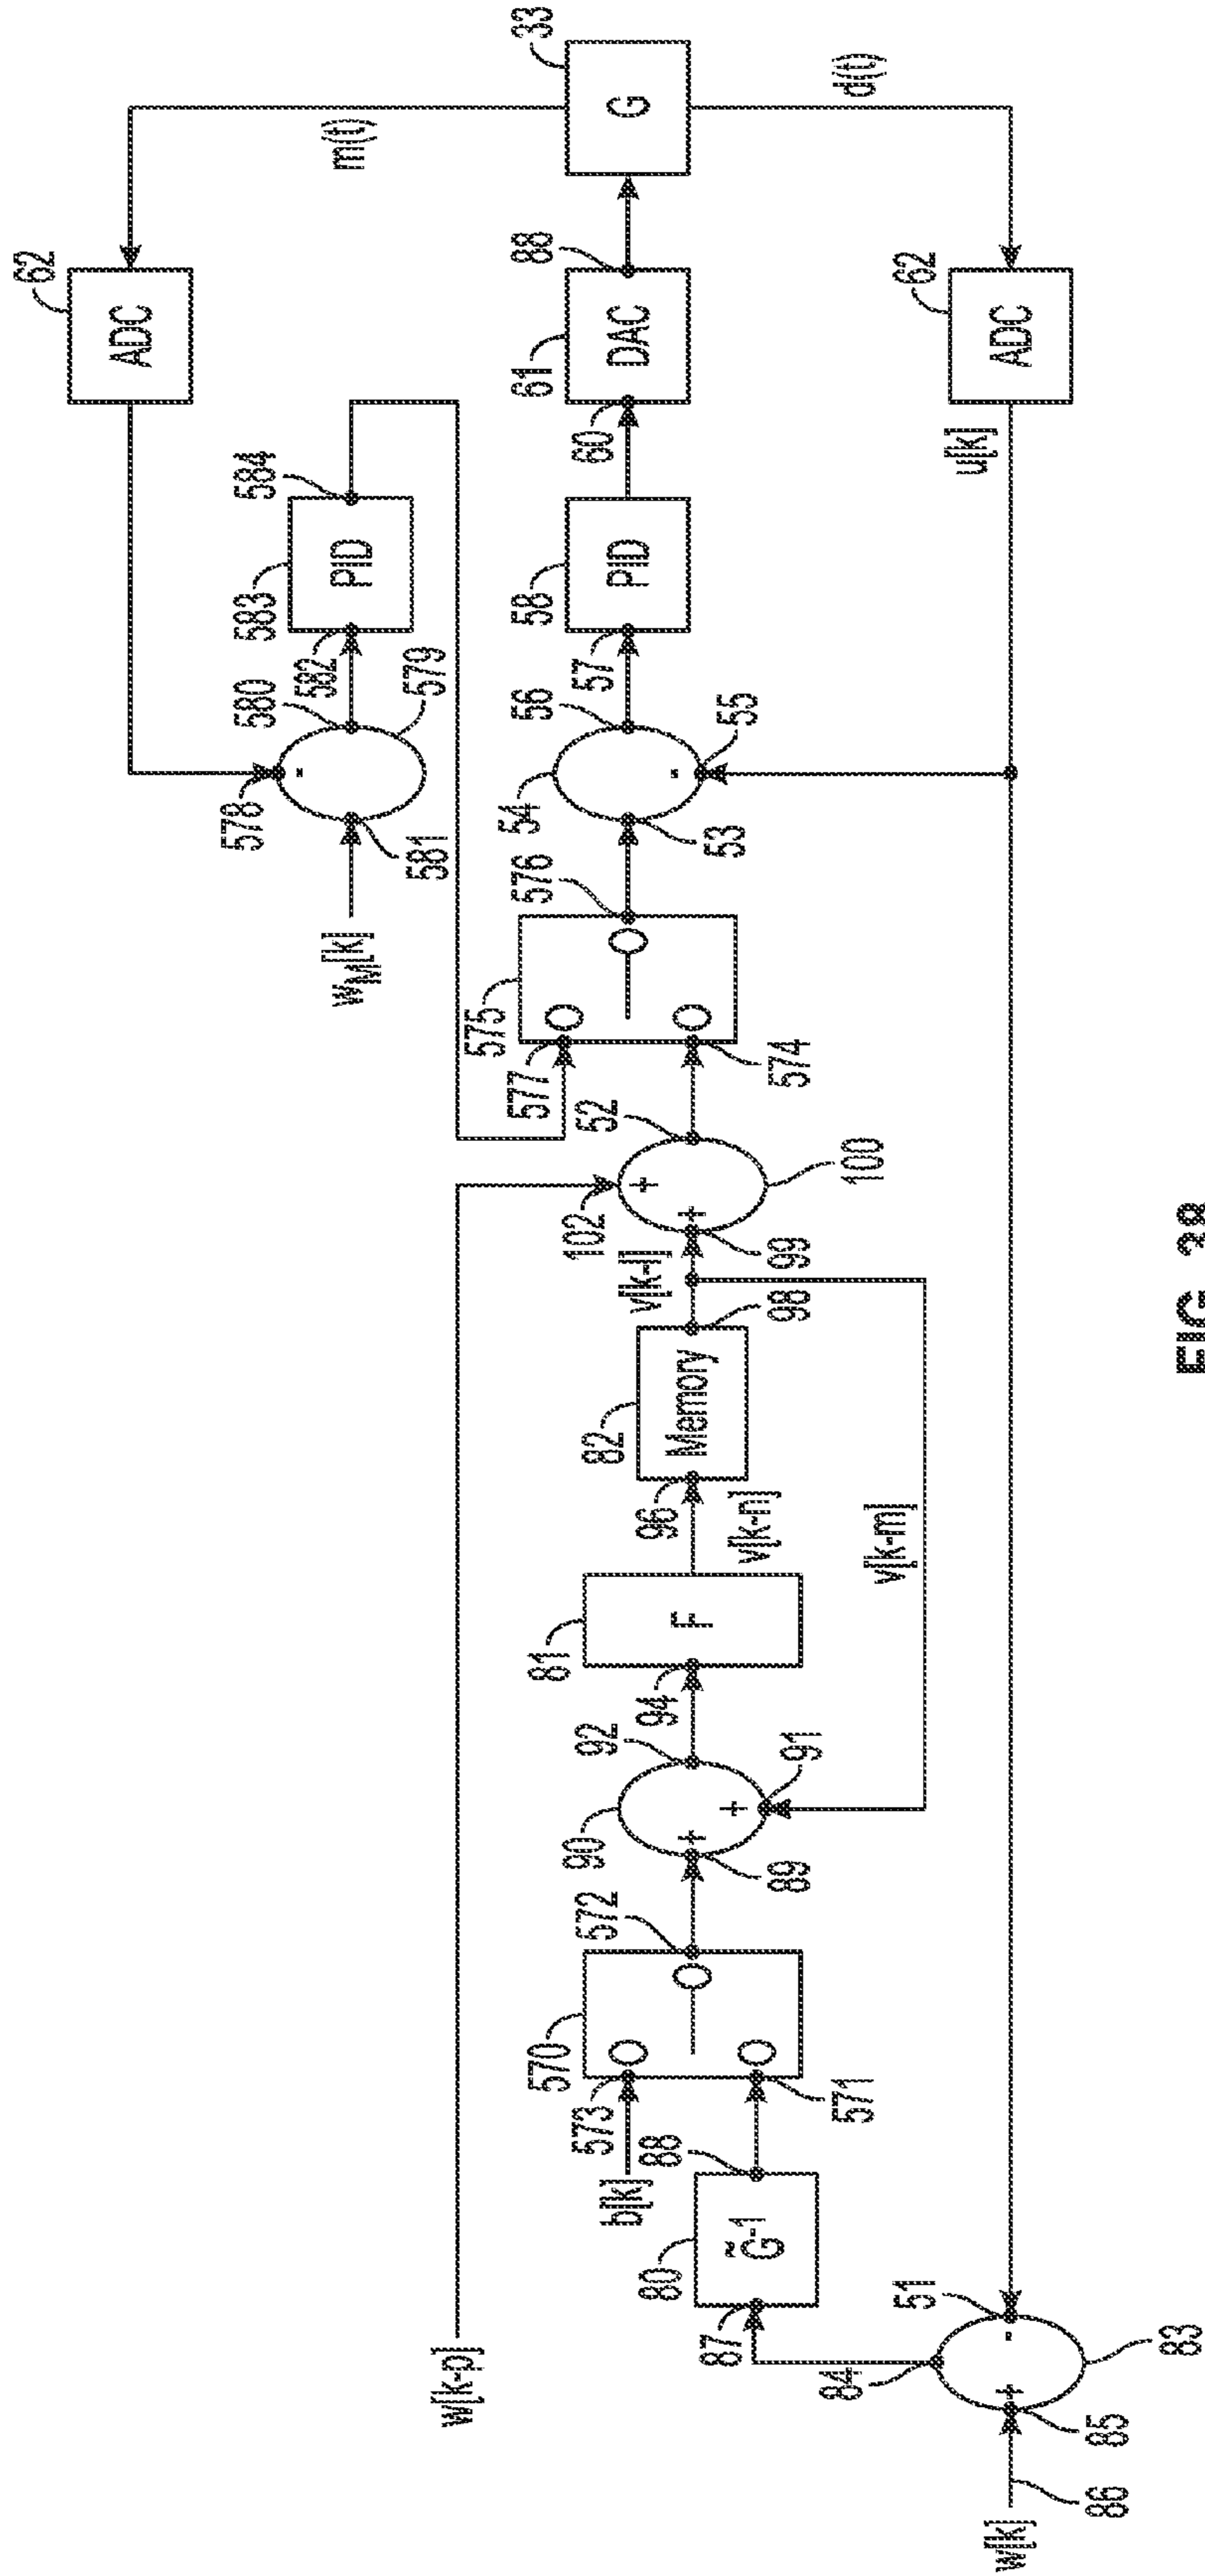 62
ADC
m(t)
33
G
d(t)
583
584
PID
582
580
579
578
581
wM[k]
61
88
DAC
60
58
PID
57
56
54
55
53
576
575
577
574
52
102
100
99
v[k-l]
98
82
Memory
96
v[k-n]
v[k-m]
81
F
94
92
90
91
89
572
570
573
571
b[k]
88
80
G̃-1
87
w[k-p]
62
ADC
u[k]
51
84
83
85
86
w[k]
FIG. 38